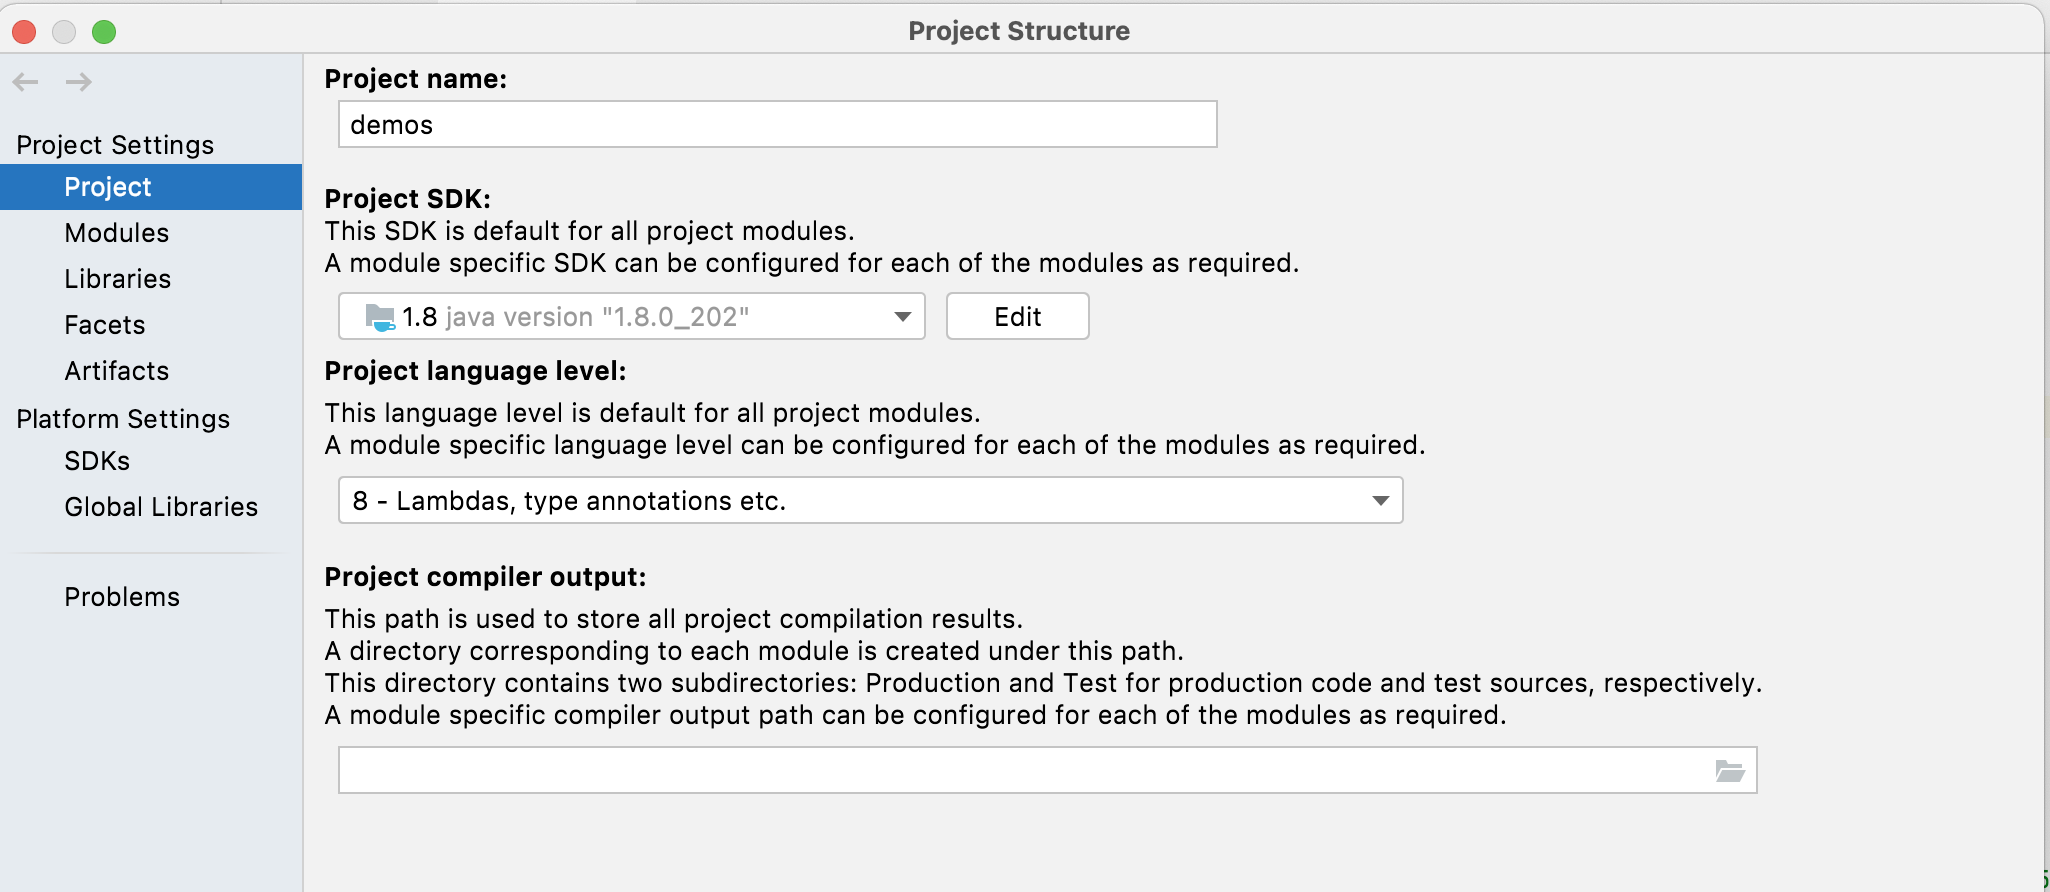 Project Structure
Project Settings
Project
Modules
Libraries
Facets
Artifacts
Platform Settings
SDKs
Global Libraries
Problems
Project name:
demos
Project SDK:
This SDK is default for all project modules.
A module specific SDK can be configured for each of the modules as required.
1.8 java version "1.8.0_202"
Edit
Project language level:
This language level is default for all project modules.
A module specific language level can be configured for each of the modules as required.
8 - Lambdas, type annotations etc.
Project compiler output:
This path is used to store all project compilation results.
A directory corresponding to each module is created under this path.
This directory contains two subdirectories: Production and Test for production code and test sources, respectively.
A module specific compiler output path can be configured for each of the modules as required.